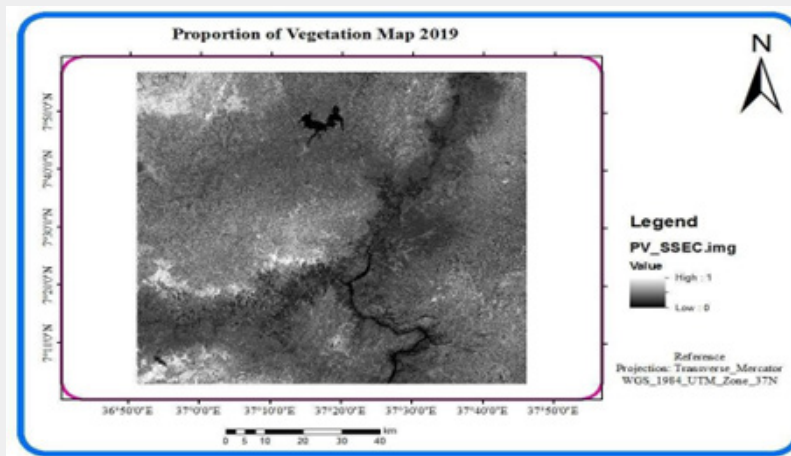 Proportion of Vegetation Map 2019
N
7°50'0"N
7°40'0"N
7°30'0"N
7°20'0"N
7°10'0"N
36°50'0"E 37°0'0"E 37°10'0"E 37°20'0"E 37°30'0"E 37°40'0"E 37°50'0"E
km
0 5 10 20 30 40
Legend
PV_SSEC.img
Value
High : 1
Low : 0
Reference
Projection: Transverse_Mercator
WGS_1984_UTM_Zone_37N